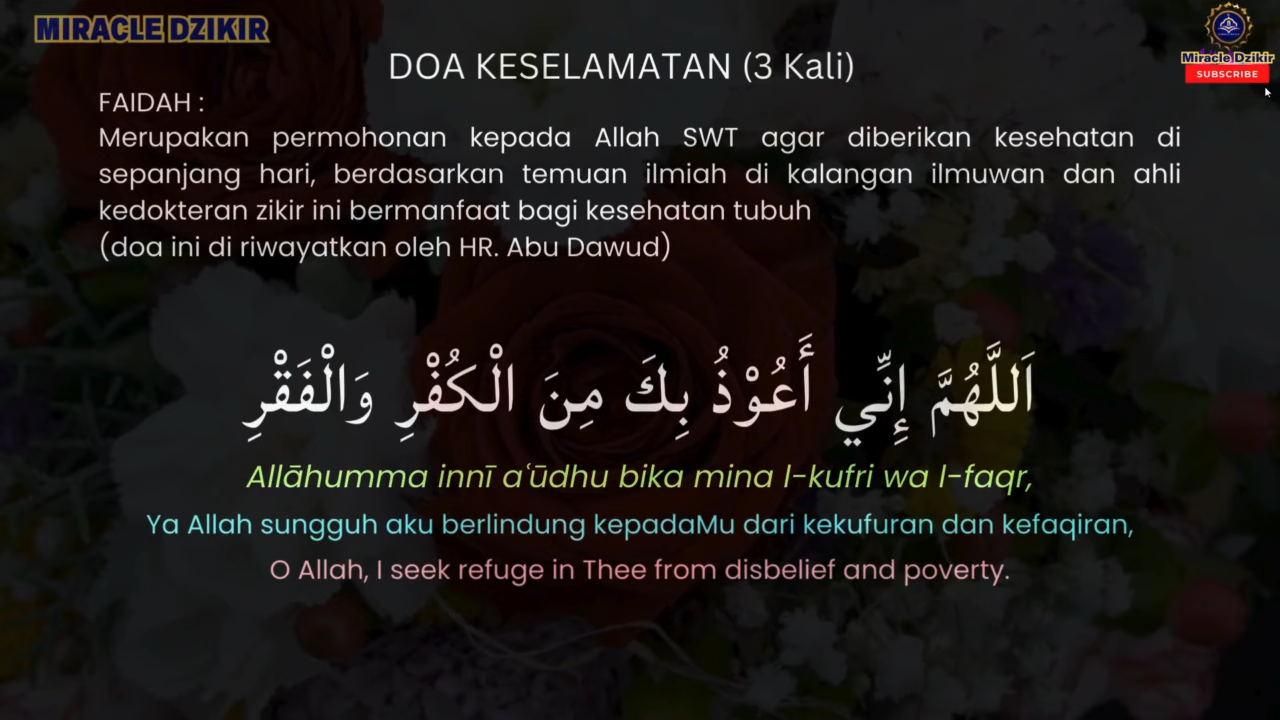 MIRACLE DZIKIR
Miracle Dzikir
SUBSCRIBE
DOA KESELAMATAN (3 Kali)
FAIDAH :
Merupakan permohonan kepada Allah SWT agar diberikan kesehatan di
sepanjang hari, berdasarkan temuan ilmiah di kalangan ilmuwan dan ahli
kedokteran zikir ini bermanfaat bagi kesehatan tubuh
(doa ini di riwayatkan oleh HR. Abu Dawud)
اَللَّهُمَّ إِنِّي أَعُوْذُ بِكَ مِنَ الْكُفْرِ وَالْفَقْرِ
Allāhumma innī aʿūdhu bika mina l-kufri wa l-faqr,
Ya Allah sungguh aku berlindung kepadaMu dari kekufuran dan kefaqiran,
O Allah, I seek refuge in Thee from disbelief and poverty.